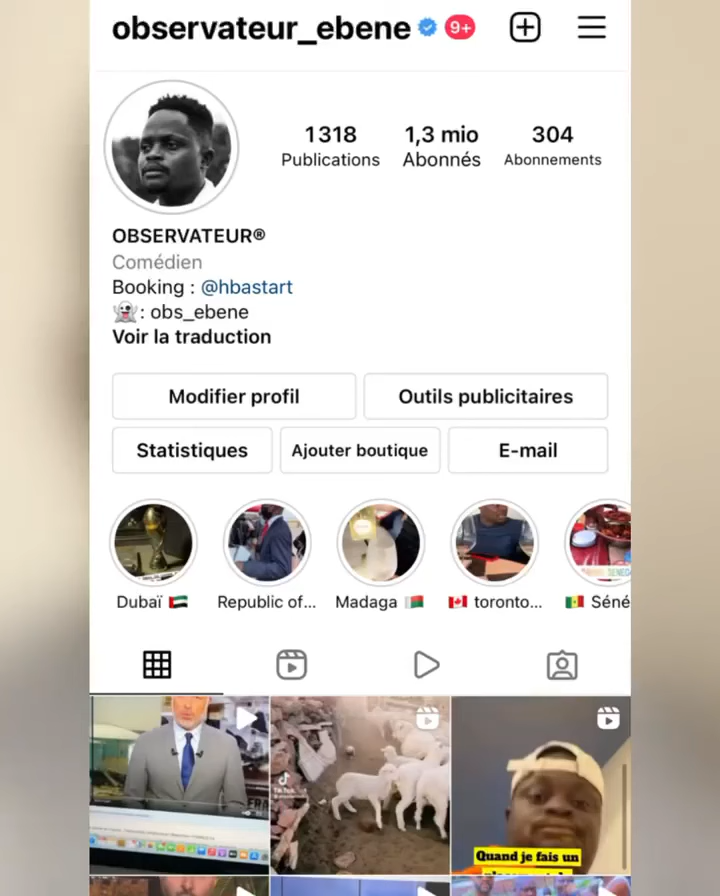 observateur_ebene 9+
1318 1,3 mio 304
Publications Abonnés Abonnements
OBSERVATEUR®
Comédien
Booking : @hbastart
👻: obs_ebene
Voir la traduction
Modifier profil Outils publicitaires
Statistiques Ajouter boutique E-mail
Dubaï 🇦🇪 Republic of... Madaga 🇲🇬 🇨🇦 toronto... 🇸🇳 Séné
TikTok
Quand je fais un